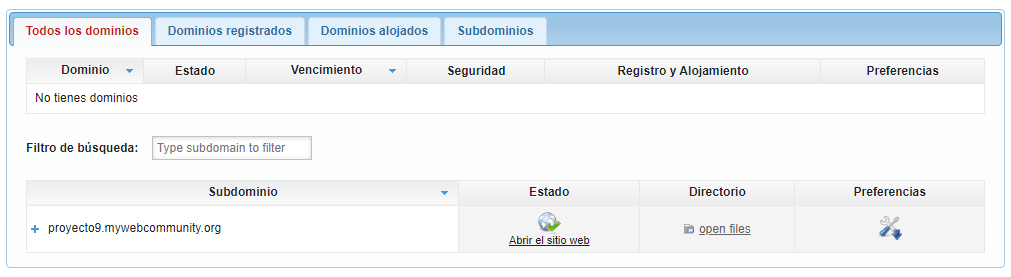 Todos los dominios Dominios registrados Dominios alojados Subdominios
Dominio Estado Vencimiento Seguridad Registro y Alojamiento Preferencias
No tienes dominios
Filtro de búsqueda: Type subdomain to filter
Subdominio Estado Directorio Preferencias
+ proyecto9.mywebcommunity.org Abrir el sitio web open files